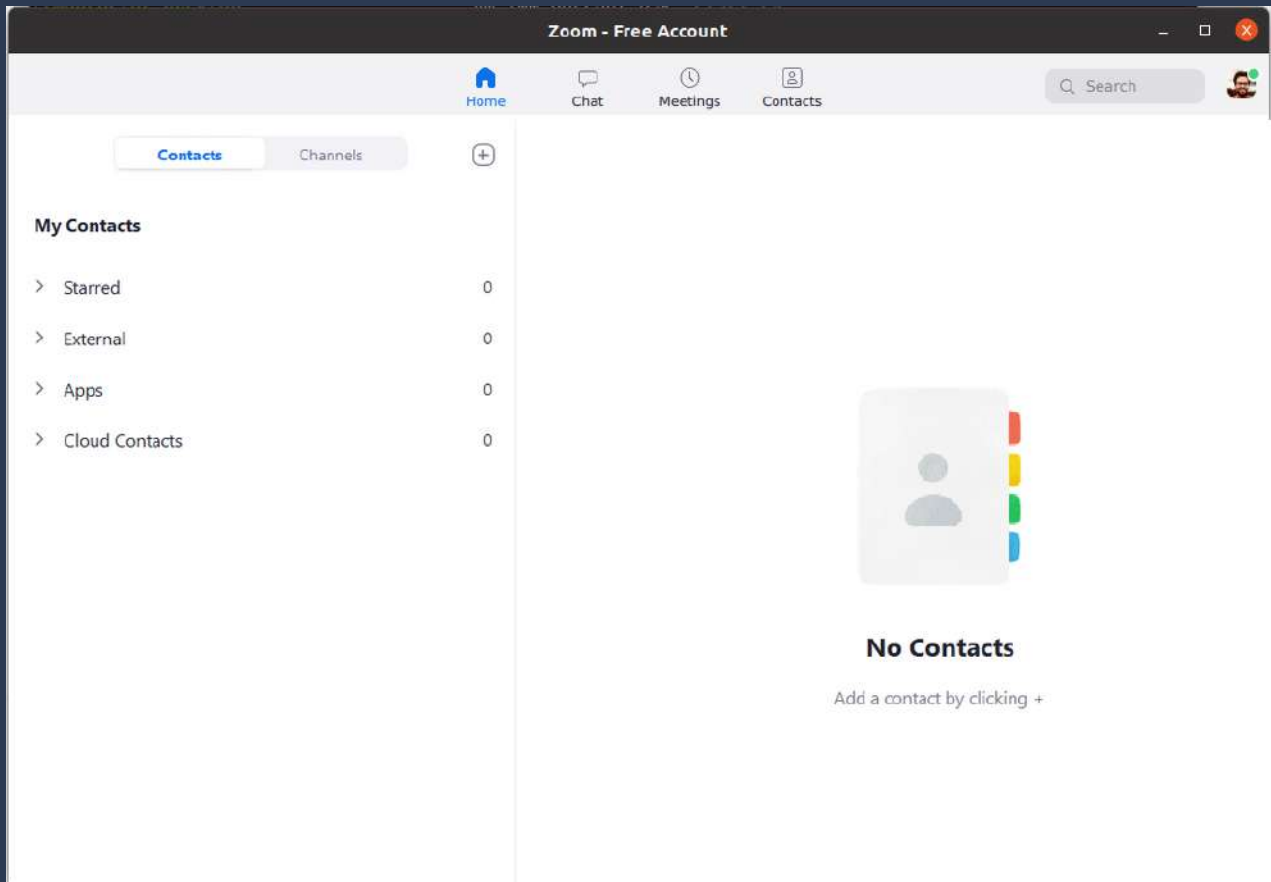 Zoom - Free Account
Home
Chat
Meetings
Contacts
Search
Contacts
Channels
My Contacts
Starred 0
External 0
Apps 0
Cloud Contacts 0
No Contacts
Add a contact by clicking +